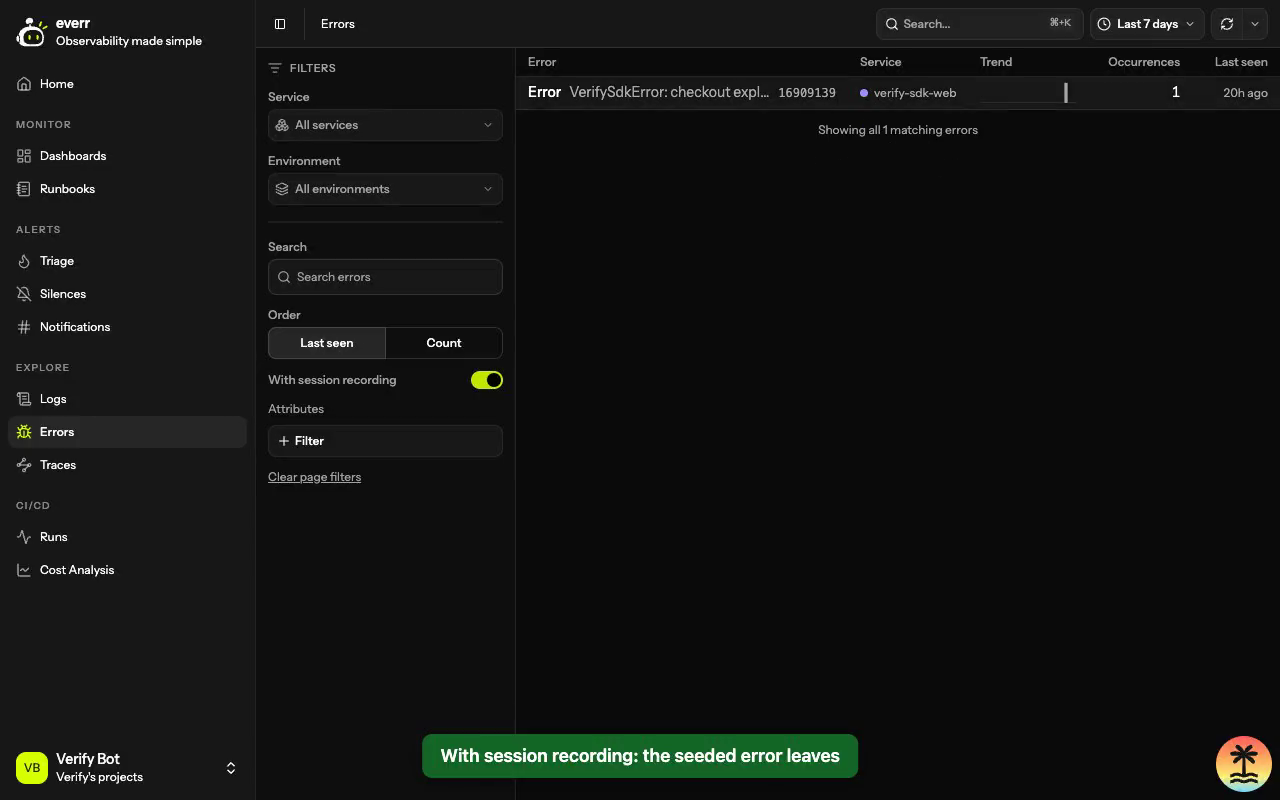 everr
Observability made simple
Home
MONITOR
Dashboards
Runbooks
ALERTS
Triage
Silences
Notifications
EXPLORE
Logs
Errors
Traces
CI/CD
Runs
Cost Analysis
VB
Verify Bot
Verify's projects
Errors
Search...
⌘+K
Last 7 days
FILTERS
Service
All services
Environment
All environments
Search
Search errors
Order
Last seen
Count
With session recording
Attributes
+ Filter
Clear page filters
Error Service Trend Occurrences Last seen
Error VerifySdkError: checkout expl... 16909139 verify-sdk-web 1 20h ago
Showing all 1 matching errors
With session recording: the seeded error leaves